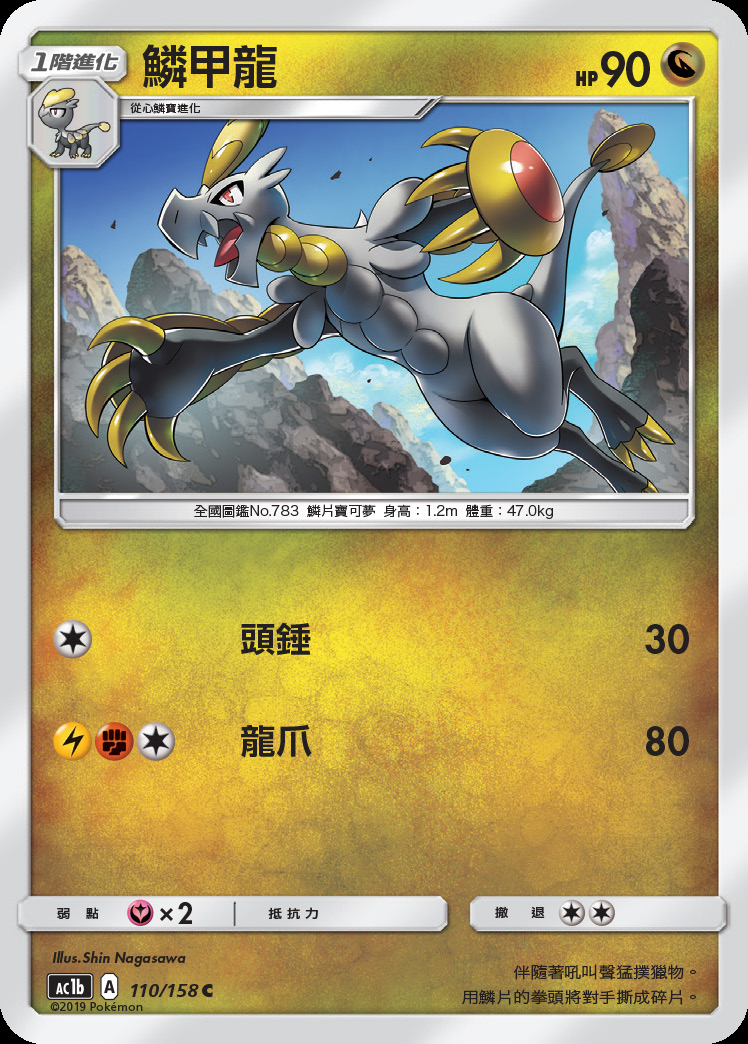 1階進化 鱗甲龍 HP90
從心鱗寶進化
全國圖鑑No.783 鱗片寶可夢 身高：1.2m 體重：47.0kg
頭錘 30
龍爪 80
弱點 ×2 抵抗力 撤退
Illus.Shin Nagasawa
伴隨著吼叫聲猛撲獵物。
AC1b A 110/158 C
用鱗片的拳頭將對手撕成碎片。
©2019 Pokémon